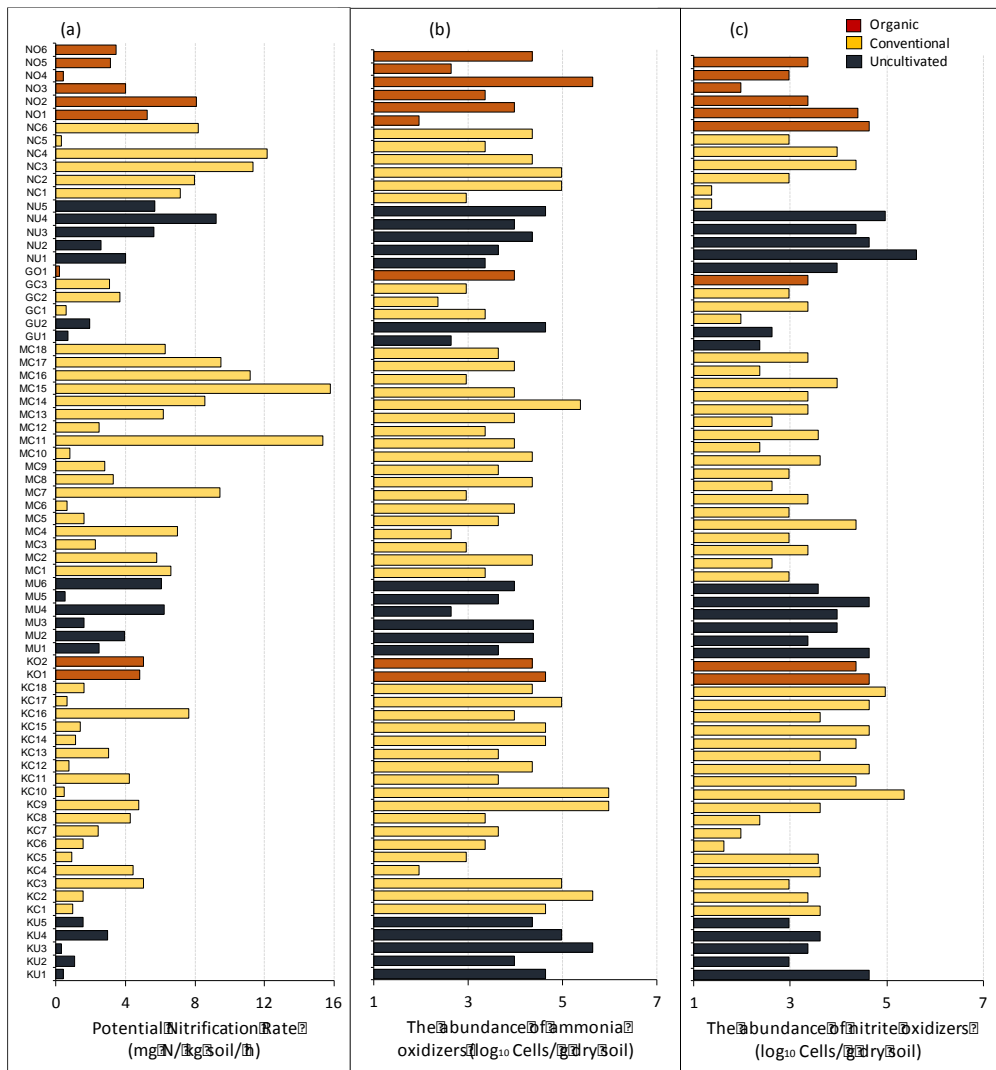 (a)
(b)
(c)
Organic
Conventional
Uncultivated
NO6
NO5
NO4
NO3
NO2
NO1
NC6
NC5
NC4
NC3
NC2
NC1
NU5
NU4
NU3
NU2
NU1
GO1
GC3
GC2
GC1
GU2
GU1
MC18
MC17
MC16
MC15
MC14
MC13
MC12
MC11
MC10
MC9
MC8
MC7
MC6
MC5
MC4
MC3
MC2
MC1
MU6
MU5
MU4
MU3
MU2
MU1
KO2
KO1
KC18
KC17
KC16
KC15
KC14
KC13
KC12
KC11
KC10
KC9
KC8
KC7
KC6
KC5
KC4
KC3
KC2
KC1
KU5
KU4
KU3
KU2
KU1
0 4 8 12 16
Potential Nitrification Rate
(mg N/ kg soil/ h)
1 3 5 7
The abundance of ammonia
oxidizers (log₁₀ Cells/ g dry soil)
1 3 5 7
The abundance of nitrite oxidizers
(log₁₀ Cells/ g dry soil)